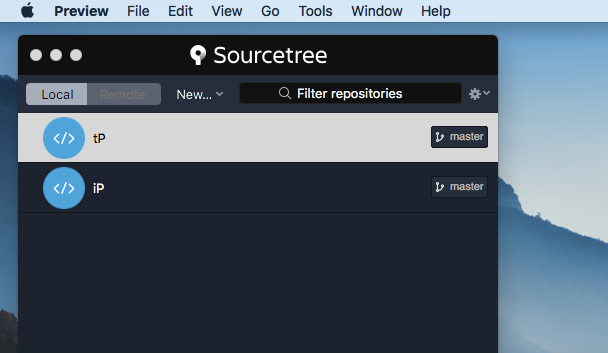 Preview File Edit View Go Tools Window Help
Sourcetree
Local Remote New... Filter repositories
</> tP master
</> iP master